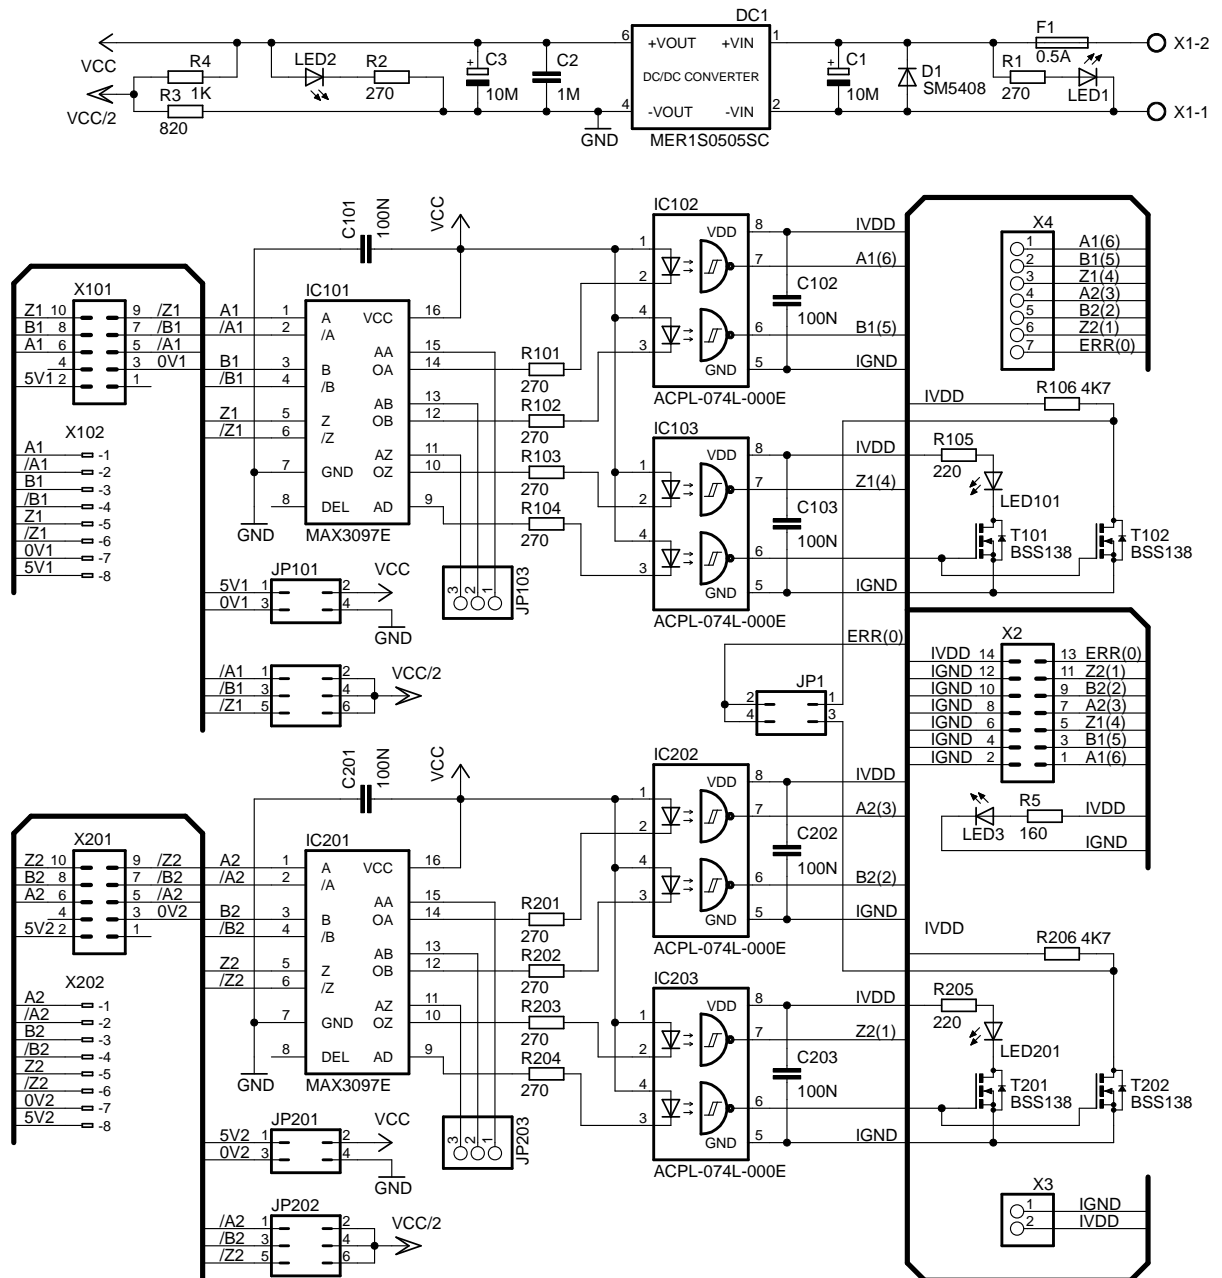 DC1
F1
VCC
R4
1K
LED2
R2
270
C3
+
10M
C2
1M
6 +VOUT +VIN 1
DC/DC CONVERTER
4 -VOUT -VIN 2
MER1S0505SC
C1
+
10M
D1
SM5408
R1
270
0.5A
LED1
X1-2
X1-1
VCC/2
R3
820
GND
C101
100N
VCC
IC102
X101
Z1 10 9 /Z1
B1 8 7 /B1
A1 6 5 /A1
4 3 0V1
5V1 2 1
X102
A1 -1
/A1 -2
B1 -3
/B1 -4
Z1 -5
/Z1 -6
0V1 -7
5V1 -8
IC101
A1 1 A VCC 16
/A1 2 /A
AA 15
B1 3 B OA 14
/B1 4 /B
AB 13
Z1 5 Z OB 12
/Z1 6 /Z
AZ 11
7 GND OZ 10
8 DEL AD 9
MAX3097E
GND
R101
270
R102
270
R103
270
R104
270
JP103
3 2 1
VDD 8 IVDD
1
2
7 A1(6)
4
3
6 B1(5)
GND 5 IGND
ACPL-074L-000E
C102
100N
IC103
VDD 8 IVDD
1
2
7 Z1(4)
4
3
6
GND 5 IGND
ACPL-074L-000E
C103
100N
X4
1 A1(6)
2 B1(5)
3 Z1(4)
4 A2(3)
5 B2(2)
6 Z2(1)
7 ERR(0)
IVDD R106 4K7
R105
220
LED101
T101
BSS138
T102
BSS138
JP101
5V1 1 2 VCC
0V1 3 4
GND
/A1 1 2
/B1 3 4 VCC/2
/Z1 5 6
ERR(0)
JP1
2 1
4 3
X2
IVDD 14 13 ERR(0)
IGND 12 11 Z2(1)
IGND 10 9 B2(2)
IGND 8 7 A2(3)
IGND 6 5 Z1(4)
IGND 4 3 B1(5)
IGND 2 1 A1(6)
LED3
R5
160
IVDD
IGND
C201
100N
VCC
IC202
X201
Z2 10 9 /Z2
B2 8 7 /B2
A2 6 5 /A2
4 3 0V2
5V2 2 1
X202
A2 -1
/A2 -2
B2 -3
/B2 -4
Z2 -5
/Z2 -6
0V2 -7
5V2 -8
IC201
A2 1 A VCC 16
/A2 2 /A
AA 15
B2 3 B OA 14
/B2 4 /B
AB 13
Z2 5 Z OB 12
/Z2 6 /Z
AZ 11
7 GND OZ 10
8 DEL AD 9
MAX3097E
GND
R201
270
R202
270
R203
270
R204
270
JP203
3 2 1
VDD 8 IVDD
1
2
7 A2(3)
4
3
6 B2(2)
GND 5 IGND
ACPL-074L-000E
C202
100N
IC203
VDD 8 IVDD
1
2
7 Z2(1)
4
3
6
GND 5 IGND
ACPL-074L-000E
C203
100N
IVDD
R206 4K7
R205
220
LED201
T201
BSS138
T202
BSS138
JP201
5V2 1 2 VCC
0V2 3 4
GND
JP202
/A2 1 2
/B2 3 4 VCC/2
/Z2 5 6
X3
1 IGND
2 IVDD